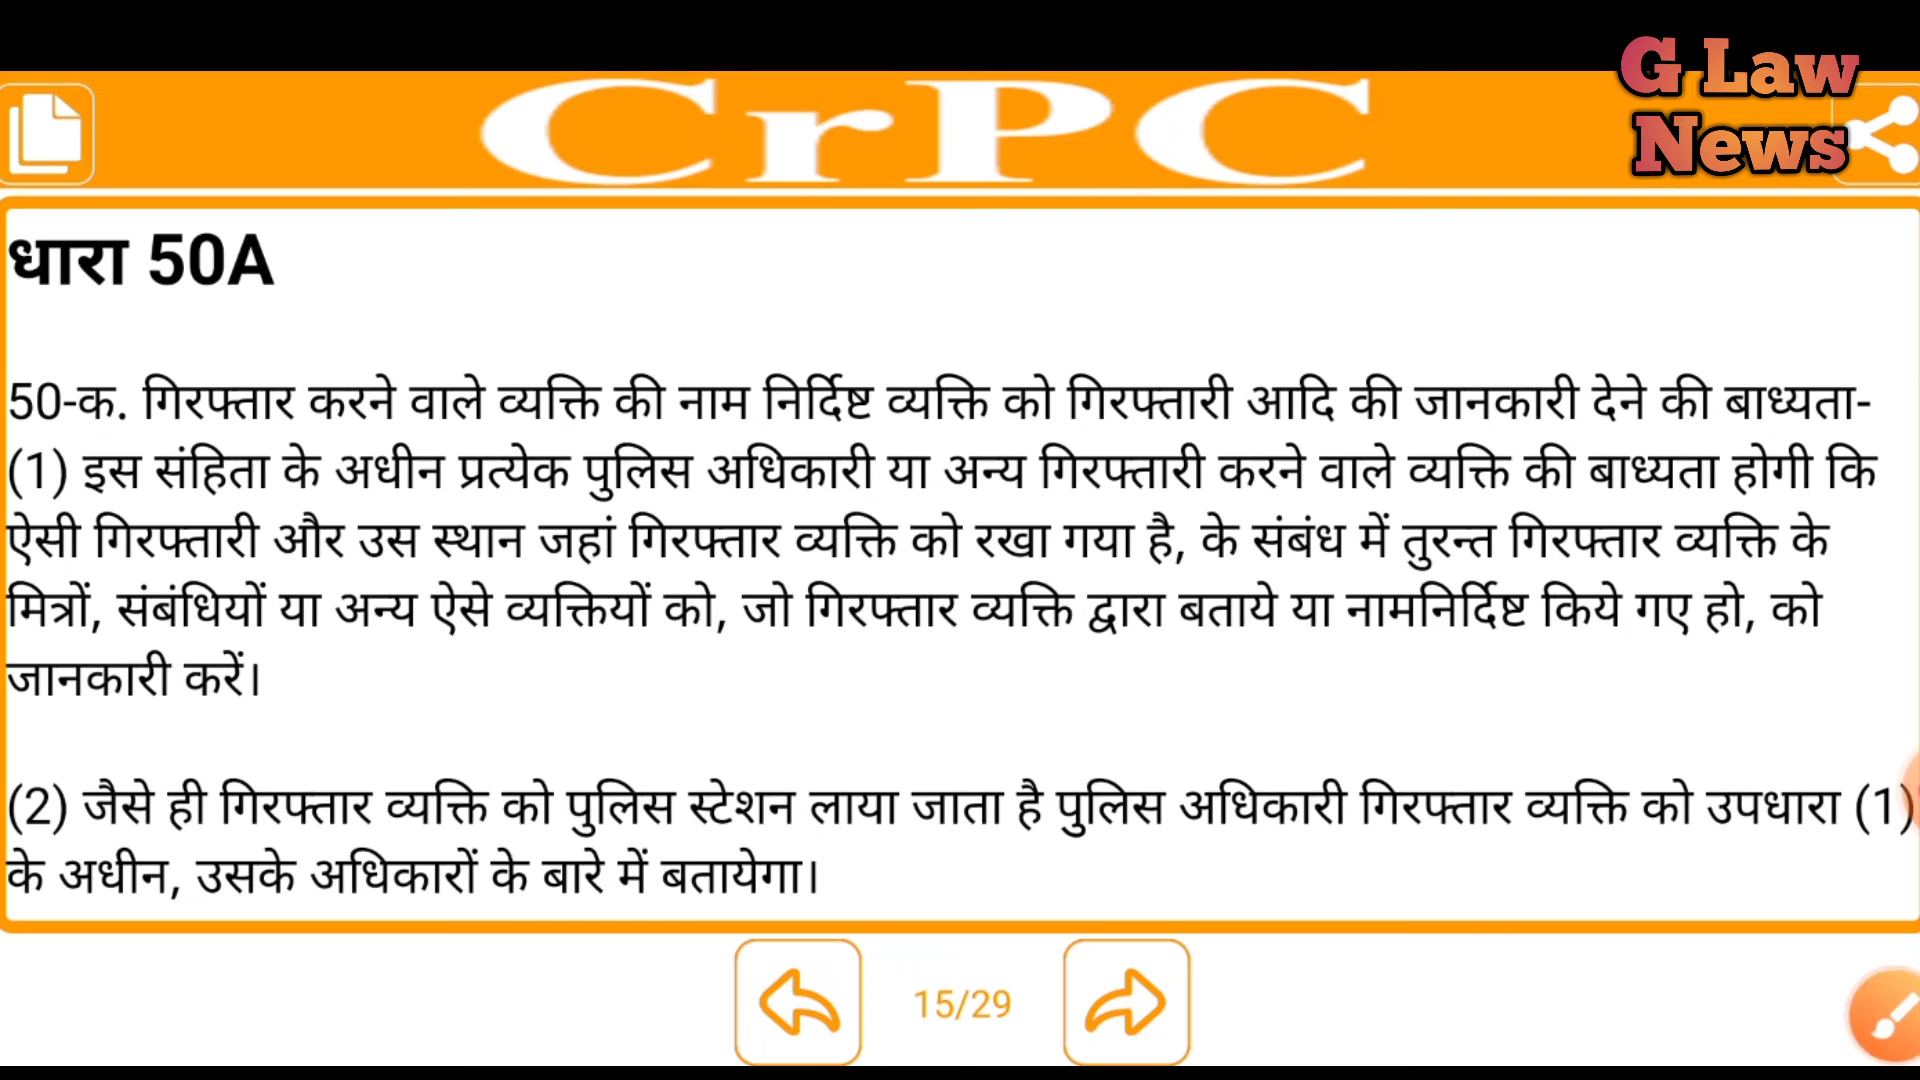 G Law
News
CrPC
धारा 50A
50-क. गिरफ्तार करने वाले व्यक्ति की नाम निर्दिष्ट व्यक्ति को गिरफ्तारी आदि की जानकारी देने की बाध्यता-
(1) इस संहिता के अधीन प्रत्येक पुलिस अधिकारी या अन्य गिरफ्तारी करने वाले व्यक्ति की बाध्यता होगी कि
ऐसी गिरफ्तारी और उस स्थान जहां गिरफ्तार व्यक्ति को रखा गया है, के संबंध में तुरन्त गिरफ्तार व्यक्ति के
मित्रों, संबंधियों या अन्य ऐसे व्यक्तियों को, जो गिरफ्तार व्यक्ति द्वारा बताये या नामनिर्दिष्ट किये गए हो, को
जानकारी करें।
(2) जैसे ही गिरफ्तार व्यक्ति को पुलिस स्टेशन लाया जाता है पुलिस अधिकारी गिरफ्तार व्यक्ति को उपधारा (1)
के अधीन, उसके अधिकारों के बारे में बतायेगा।
15/29